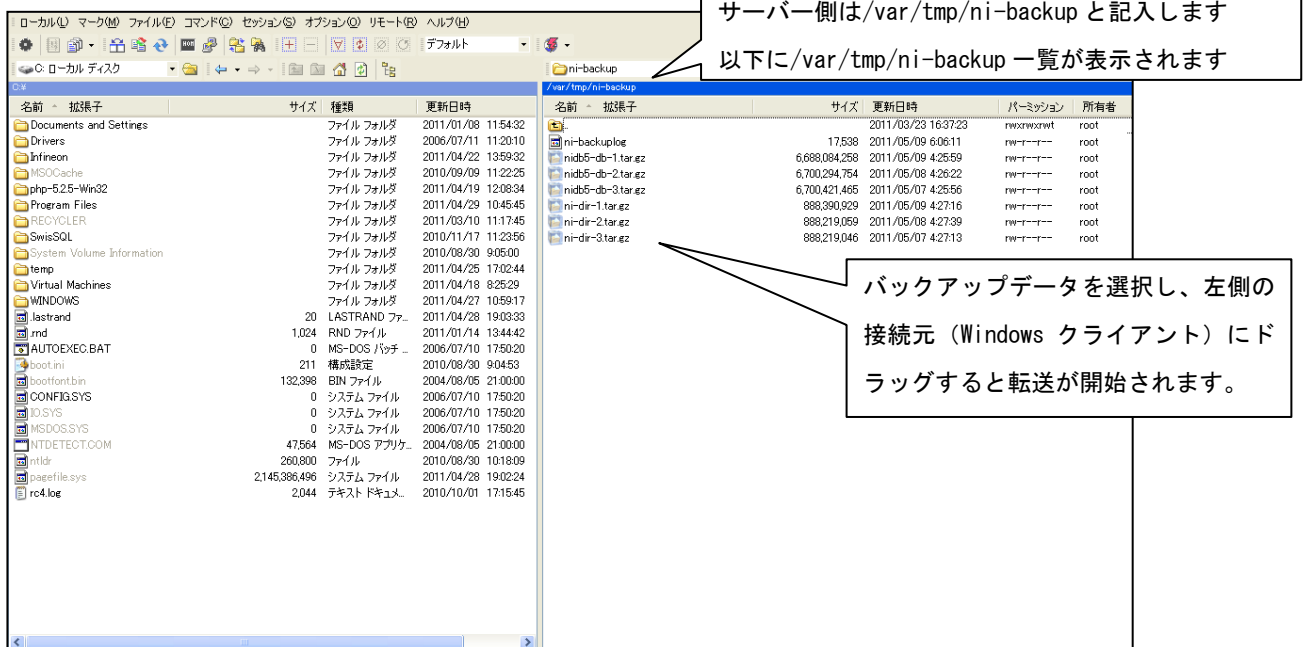 サーバー側は/var/tmp/ni-backup と記入します
以下に/var/tmp/ni-backup 一覧が表示されます
ローカル(L) マーク(M) ファイル(F) コマンド(C) セッション(S) オプション(O) リモート(R) ヘルプ(H)
デフォルト
C: ローカル ディスク
ni-backup
C:¥
/var/tmp/ni-backup
名前 拡張子 サイズ 種類 更新日時
Documents and Settings ファイル フォルダ 2011/01/08 11:54:32
Drivers ファイル フォルダ 2006/07/11 11:20:10
Infineon ファイル フォルダ 2011/04/22 13:59:32
MSOCache ファイル フォルダ 2010/09/09 11:22:25
php-5.2.5-Win32 ファイル フォルダ 2011/04/19 12:08:34
Program Files ファイル フォルダ 2011/04/29 10:45:45
RECYCLER ファイル フォルダ 2011/03/10 11:17:45
SwisSQL ファイル フォルダ 2010/11/17 11:23:56
System Volume Information ファイル フォルダ 2010/08/30 9:05:00
temp ファイル フォルダ 2011/04/25 17:02:44
Virtual Machines ファイル フォルダ 2011/04/18 8:25:29
WINDOWS ファイル フォルダ 2011/04/27 10:59:17
.lastrand 20 LASTRAND ファ... 2011/04/28 19:03:33
.rnd 1,024 RND ファイル 2011/01/14 13:44:42
AUTOEXEC.BAT 0 MS-DOS バッチ ... 2006/07/10 17:50:20
boot.ini 211 構成設定 2010/08/30 9:04:53
bootfont.bin 132,398 BIN ファイル 2004/08/05 21:00:00
CONFIG.SYS 0 システム ファイル 2006/07/10 17:50:20
IO.SYS 0 システム ファイル 2006/07/10 17:50:20
MSDOS.SYS 0 システム ファイル 2006/07/10 17:50:20
NTDETECT.COM 47,564 MS-DOS アプリケ... 2004/08/05 21:00:00
ntldr 260,800 ファイル 2010/08/30 10:18:09
pagefile.sys 2,145,386,496 システム ファイル 2011/04/28 19:02:24
rc4.log 2,044 テキスト ドキュメ... 2010/10/01 17:15:45
名前 拡張子 サイズ 更新日時 パーミッション 所有者
.. 2011/03/23 16:37:23 rwxrwxrwt root
ni-backuplog 17,538 2011/05/09 6:06:11 rw-r--r-- root
nidb5-db-1.tar.gz 6,688,084,258 2011/05/09 4:25:59 rw-r--r-- root
nidb5-db-2.tar.gz 6,700,294,754 2011/05/08 4:26:22 rw-r--r-- root
nidb5-db-3.tar.gz 6,700,421,465 2011/05/07 4:25:56 rw-r--r-- root
ni-dir-1.tar.gz 888,390,929 2011/05/09 4:27:16 rw-r--r-- root
ni-dir-2.tar.gz 888,219,059 2011/05/08 4:27:39 rw-r--r-- root
ni-dir-3.tar.gz 888,219,046 2011/05/07 4:27:13 rw-r--r-- root
バックアップデータを選択し、左側の
接続元（Windows クライアント）にド
ラッグすると転送が開始されます。